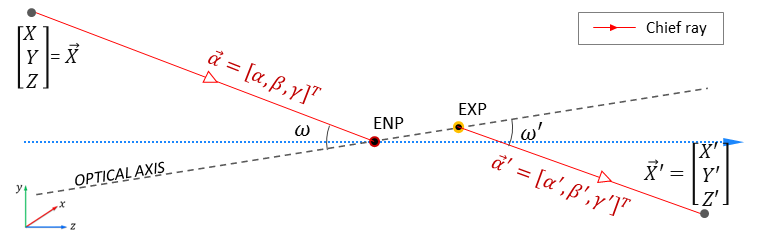 Chief ray
[X Y Z] = X⃗
α⃗ = [α, β, γ]ᵀ
ENP
EXP
ω
ω′
OPTICAL AXIS
α⃗′ = [α′, β′, γ′]ᵀ
X⃗′ = [X′ Y′ Z′]
y
x
z